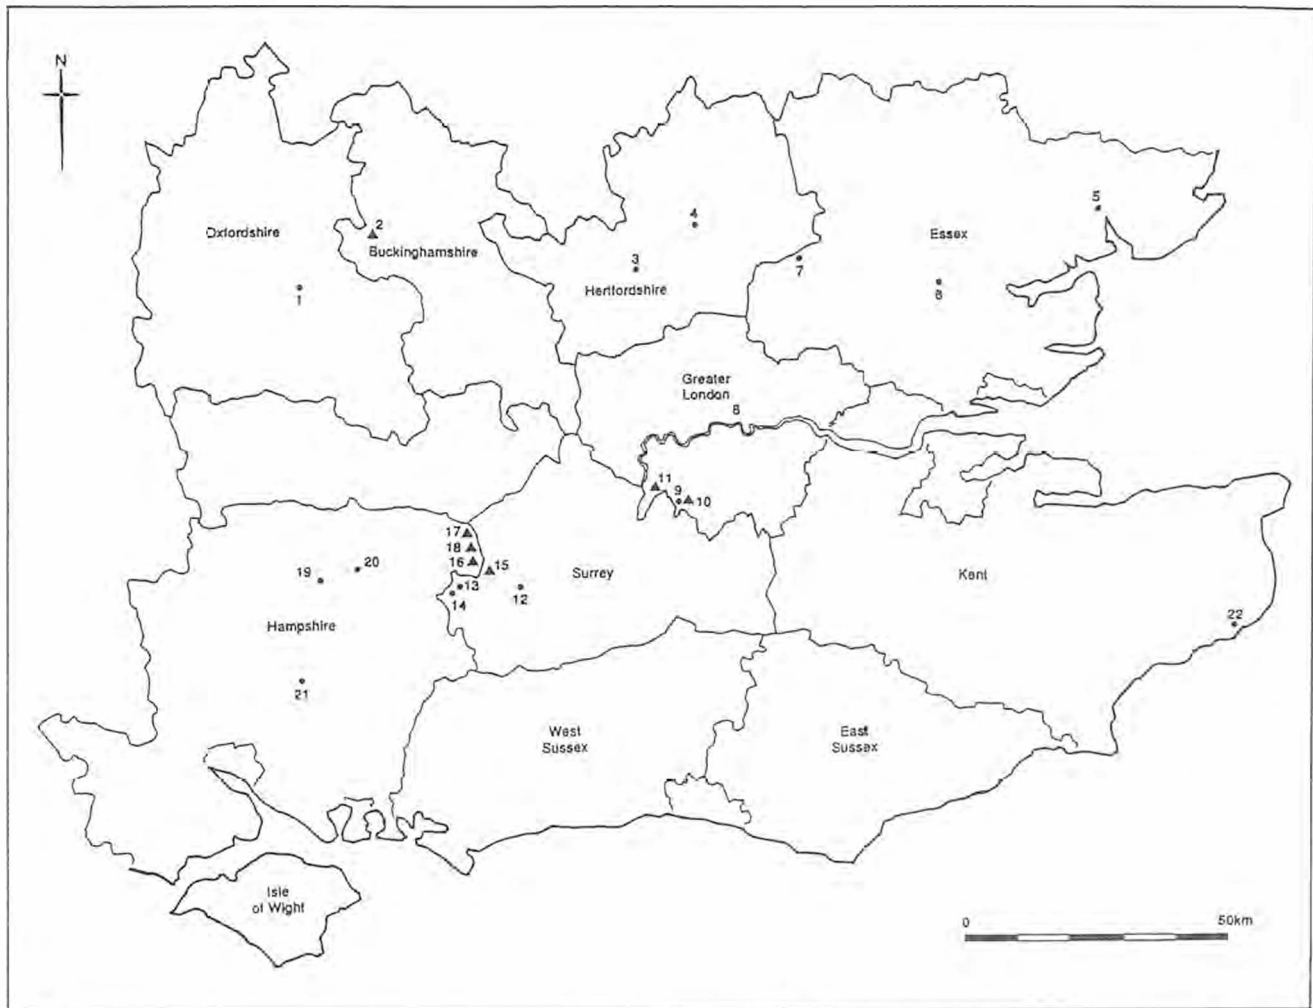 N
Oxfordshire
2
Buckinghamshire
1
4
3
Hertfordshire
5
Essex
7
6
Greater
London
8
11
9
10
17
18
16
15
13
14
12
Surrey
Kent
22
19
20
Hampshire
21
West
Sussex
East
Sussex
Isle
of Wight
0
50km